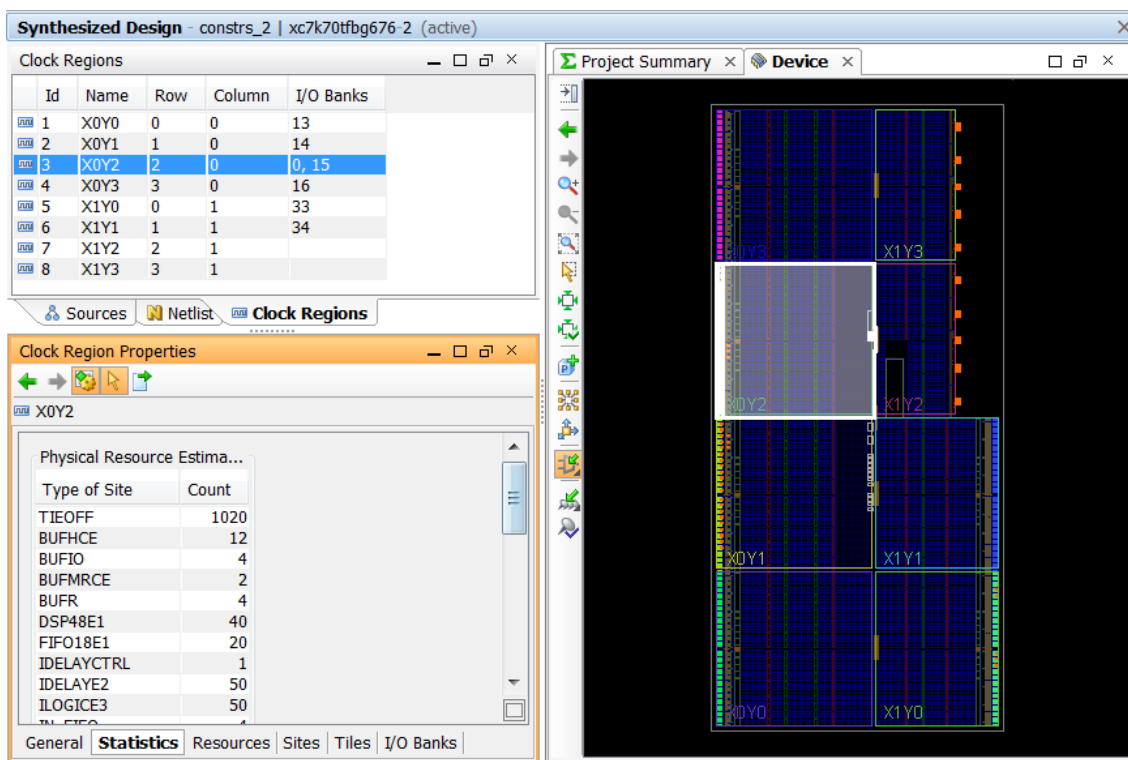 Synthesized Design - constrs_2 | xc7k70tfbg676-2 (active)
Clock Regions
Id Name Row Column I/O Banks
1 X0Y0 0 0 13
2 X0Y1 1 0 14
3 X0Y2 2 0 0, 15
4 X0Y3 3 0 16
5 X1Y0 0 1 33
6 X1Y1 1 1 34
7 X1Y2 2 1
8 X1Y3 3 1
Sources Netlist Clock Regions
Clock Region Properties
X0Y2
Physical Resource Estima...
Type of Site Count
TIEOFF 1020
BUFHCE 12
BUFIO 4
BUFMRCE 2
BUFR 4
DSP48E1 40
FIFO18E1 20
IDELAYCTRL 1
IDELAYE2 50
ILOGICE3 50
IN_FIFO 4
General Statistics Resources Sites Tiles I/O Banks
Project Summary Device
X0Y3 X1Y3
X0Y2 X1Y2
X0Y1 X1Y1
X0Y0 X1Y0